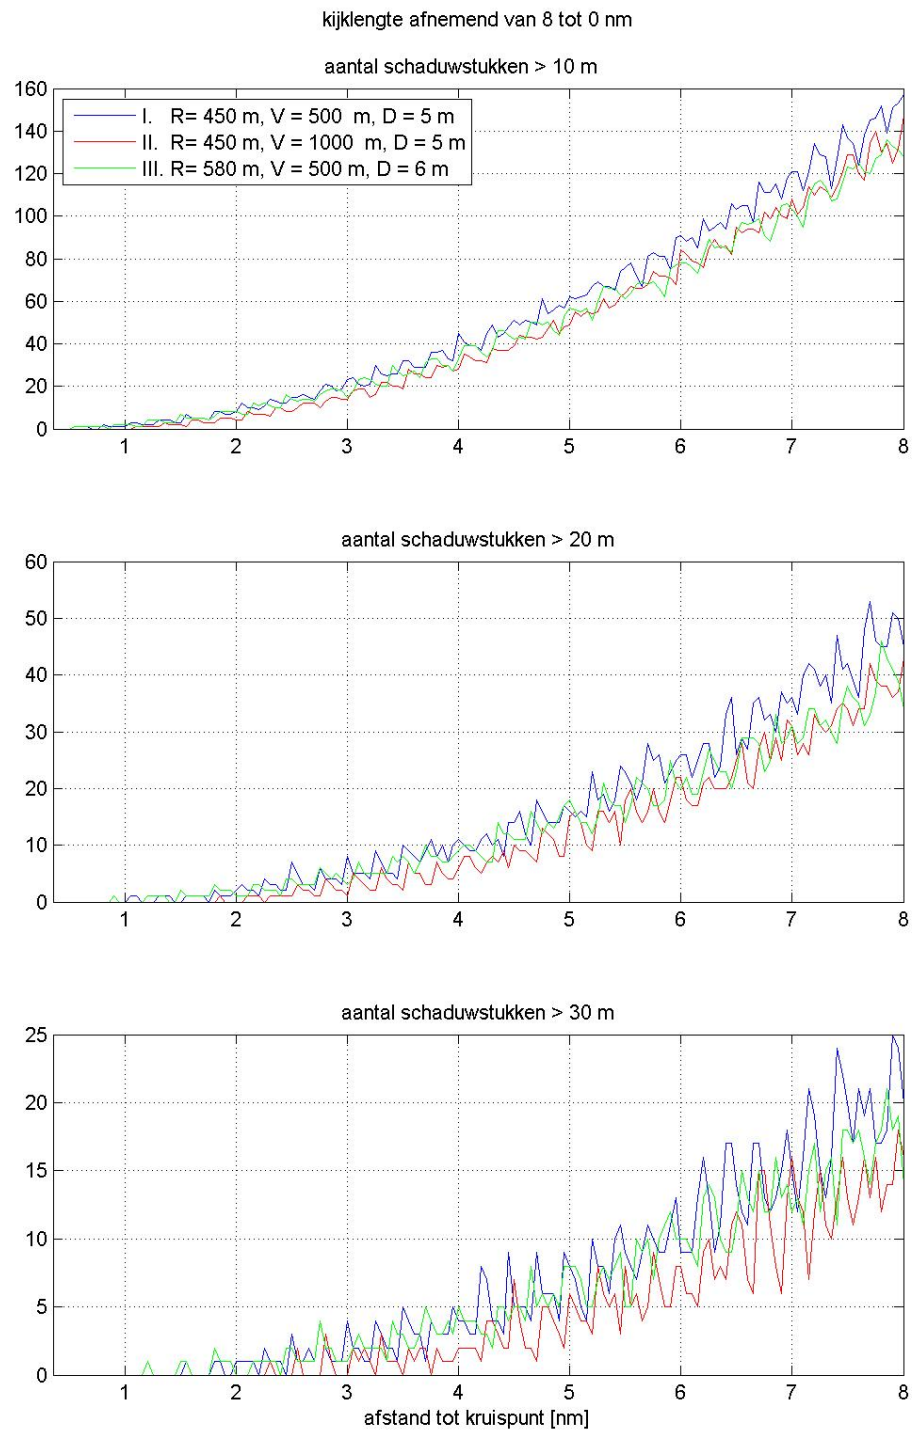 kijklengte afnemend van 8 tot 0 nm
aantal schaduwstukken > 10 m
160
140
120
100
80
60
40
20
0
I. R= 450 m, V = 500 m, D = 5 m
II. R= 450 m, V = 1000 m, D = 5 m
III. R= 580 m, V = 500 m, D = 6 m
1 2 3 4 5 6 7 8
aantal schaduwstukken > 20 m
60
50
40
30
20
10
0
1 2 3 4 5 6 7 8
aantal schaduwstukken > 30 m
25
20
15
10
5
0
1 2 3 4 5 6 7 8
afstand tot kruispunt [nm]